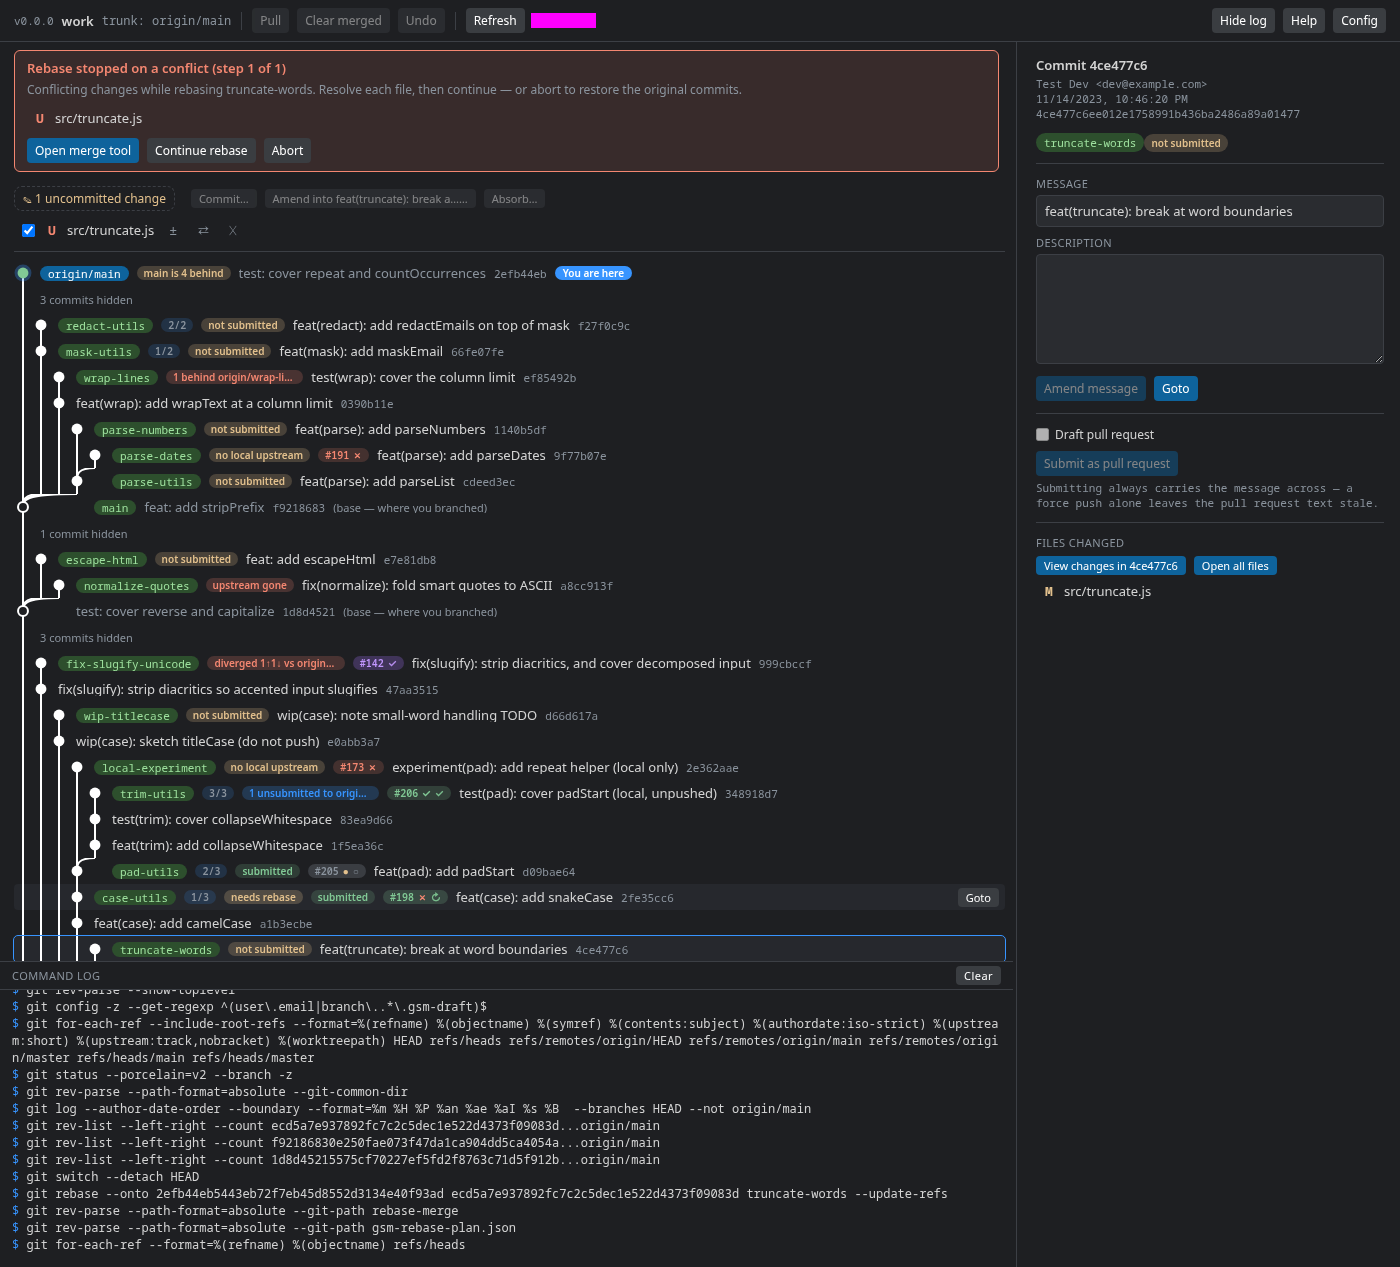 v0.0.0 work trunk: origin/main Pull Clear merged Undo Refresh Hide log Help Config
Rebase stopped on a conflict (step 1 of 1)
Conflicting changes while rebasing truncate-words. Resolve each file, then continue — or abort to restore the original commits.
U src/truncate.js
Open merge tool Continue rebase Abort
✎ 1 uncommitted change Commit... Amend into feat(truncate): break a...... Absorb...
U src/truncate.js ± ⇄ X
origin/main main is 4 behind test: cover repeat and countOccurrences 2efb44eb You are here
3 commits hidden
redact-utils 2/2 not submitted feat(redact): add redactEmails on top of mask f27f0c9c
mask-utils 1/2 not submitted feat(mask): add maskEmail 66fe07fe
wrap-lines 1 behind origin/wrap-li... test(wrap): cover the column limit ef85492b
feat(wrap): add wrapText at a column limit 0390b11e
parse-numbers not submitted feat(parse): add parseNumbers 1140b5df
parse-dates no local upstream #191 × feat(parse): add parseDates 9f77b07e
parse-utils not submitted feat(parse): add parseList cdeed3ec
main feat: add stripPrefix f9218683 (base — where you branched)
1 commit hidden
escape-html not submitted feat: add escapeHtml e7e81db8
normalize-quotes upstream gone fix(normalize): fold smart quotes to ASCII a8cc913f
test: cover reverse and capitalize 1d8d4521 (base — where you branched)
3 commits hidden
fix-slugify-unicode diverged 1↑1↓ vs origin... #142 ✓ fix(slugify): strip diacritics, and cover decomposed input 999cbccf
fix(slugify): strip diacritics so accented input slugifies 47aa3515
wip-titlecase not submitted wip(case): note small-word handling TODO d66d617a
wip(case): sketch titleCase (do not push) e0abb3a7
local-experiment no local upstream #173 × experiment(pad): add repeat helper (local only) 2e362aae
trim-utils 3/3 1 unsubmitted to origi... #206 ✓ ✓ test(pad): cover padStart (local, unpushed) 348918d7
test(trim): cover collapseWhitespace 83ea9d66
feat(trim): add collapseWhitespace 1f5ea36c
pad-utils 2/3 submitted #205 ● ○ feat(pad): add padStart d09bae64
case-utils 1/3 needs rebase submitted #198 × ↻ feat(case): add snakeCase 2fe35cc6 Goto
feat(case): add camelCase a1b3ecbe
truncate-words not submitted feat(truncate): break at word boundaries 4ce477c6
COMMAND LOG Clear
$ git rev-parse --show-toplevel
$ git config -z --get-regexp ^(user\.email|branch\..*\.gsm-draft)$
$ git for-each-ref --include-root-refs --format=%(refname) %(objectname) %(symref) %(contents:subject) %(authordate:iso-strict) %(upstrea
m:short) %(upstream:track,nobracket) %(worktreepath) HEAD refs/heads refs/remotes/origin/HEAD refs/remotes/origin/main refs/remotes/origi
n/master refs/heads/main refs/heads/master
$ git status --porcelain=v2 --branch -z
$ git rev-parse --path-format=absolute --git-common-dir
$ git log --author-date-order --boundary --format=%m %H %P %an %ae %aI %s %B --branches HEAD --not origin/main
$ git rev-list --left-right --count ecd5a7e937892fc7c2c5dec1e522d4373f09083d...origin/main
$ git rev-list --left-right --count f92186830e250fae073f47da1ca904dd5ca4054a...origin/main
$ git rev-list --left-right --count 1d8d45215575cf70227ef5fd2f8763c71d5f912b...origin/main
$ git switch --detach HEAD
$ git rebase --onto 2efb44eb5443eb72f7eb45d8552d3134e40f93ad ecd5a7e937892fc7c2c5dec1e522d4373f09083d truncate-words --update-refs
$ git rev-parse --path-format=absolute --git-path rebase-merge
$ git rev-parse --path-format=absolute --git-path gsm-rebase-plan.json
$ git for-each-ref --format=%(refname) %(objectname) refs/heads
Commit 4ce477c6
Test Dev <dev@example.com>
11/14/2023, 10:46:20 PM
4ce477c6ee012e1758991b436ba2486a89a01477
truncate-words not submitted
MESSAGE
feat(truncate): break at word boundaries
DESCRIPTION
Amend message Goto
Draft pull request
Submit as pull request
Submitting always carries the message across — a
force push alone leaves the pull request text stale.
FILES CHANGED
View changes in 4ce477c6 Open all files
M src/truncate.js